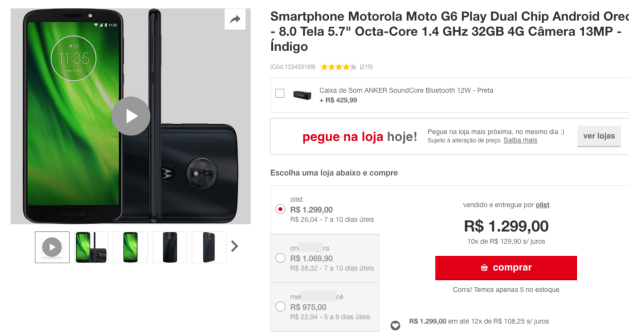 Smartphone Motorola Moto G6 Play Dual Chip Android Oreo
- 8.0 Tela 5.7" Octa-Core 1.4 GHz 32GB 4G Câmera 13MP -
Índigo
(Cód.133453169) (215)
Caixa de Som ANKER SoundCore Bluetooth 12W - Preta
+ R$ 429,99
pegue na loja hoje!
Pegue na loja mais próxima, no mesmo dia :)
Sujeito à alteração de preço. Saiba mais
ver lojas
Escolha uma loja abaixo e compre
olist
R$ 1.299,00
R$ 26,04 - 7 a 10 dias úteis
R$ 1.069,90
R$ 38,32 - 7 a 10 dias úteis
mel cê
R$ 975,00
R$ 22,94 - 5 a 6 dias úteis
vendido e entregue por olist
R$ 1.299,00
10x de R$ 129,90 s/ juros
comprar
Corra! Temos apenas 5 no estoque
R$ 1.299,00 em até 12x de R$ 108,25 s/ juros
11:35